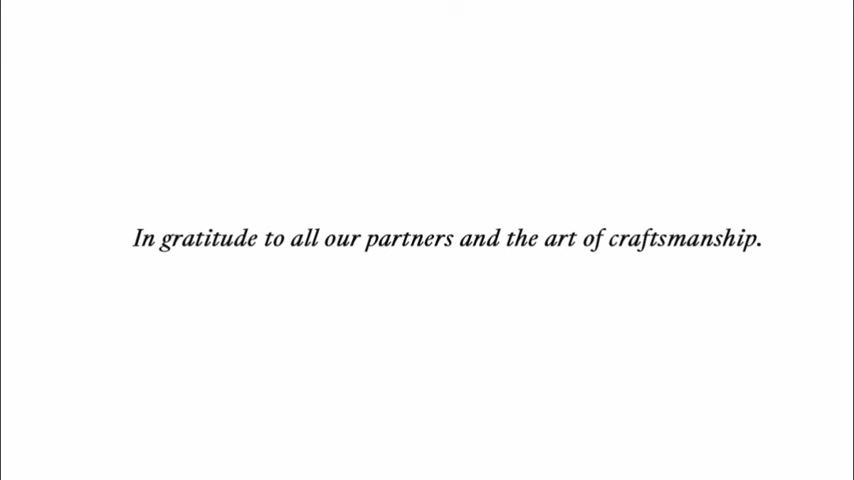 In gratitude to all our partners and the art of craftsmanship.